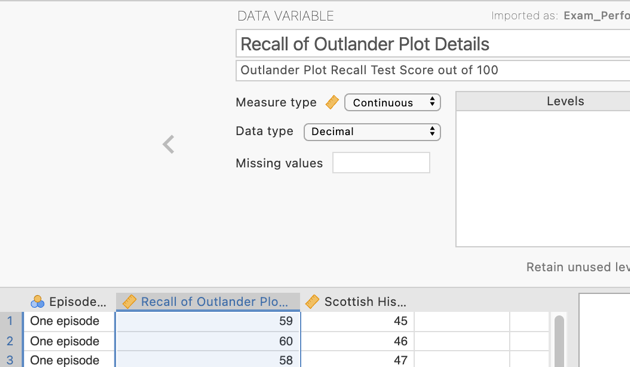 DATA VARIABLE Imported as: Exam_Perfo
Recall of Outlander Plot Details
Outlander Plot Recall Test Score out of 100
Measure type Continuous
Levels
Data type Decimal
Missing values
Retain unused lev
Episode... Recall of Outlander Plo... Scottish His...
1 One episode 59 45
2 One episode 60 46
3 One episode 58 47